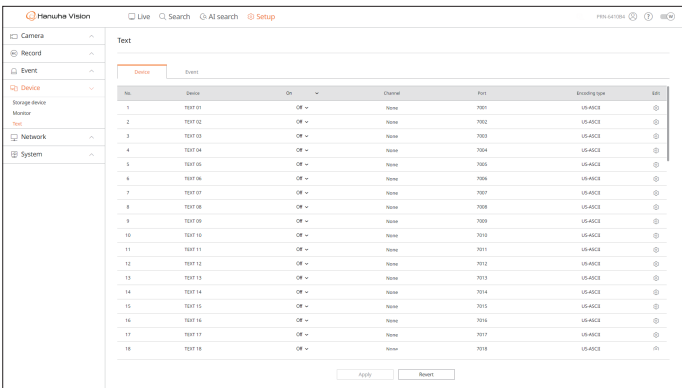 Hanwha Vision Live Search AI search Setup PRN-6410B4
Camera
Record
Event
Device
Storage device
Monitor
Text
Network
System
Text
Device Event
No. Device On Channel Port Encoding type Edit
1 TEXT 01 Off None 7001 US-ASCII
2 TEXT 02 Off None 7002 US-ASCII
3 TEXT 03 Off None 7003 US-ASCII
4 TEXT 04 Off None 7004 US-ASCII
5 TEXT 05 Off None 7005 US-ASCII
6 TEXT 06 Off None 7006 US-ASCII
7 TEXT 07 Off None 7007 US-ASCII
8 TEXT 08 Off None 7008 US-ASCII
9 TEXT 09 Off None 7009 US-ASCII
10 TEXT 10 Off None 7010 US-ASCII
11 TEXT 11 Off None 7011 US-ASCII
12 TEXT 12 Off None 7012 US-ASCII
13 TEXT 13 Off None 7013 US-ASCII
14 TEXT 14 Off None 7014 US-ASCII
15 TEXT 15 Off None 7015 US-ASCII
16 TEXT 16 Off None 7016 US-ASCII
17 TEXT 17 Off None 7017 US-ASCII
18 TEXT 18 Off None 7018 US-ASCII
Apply Revert